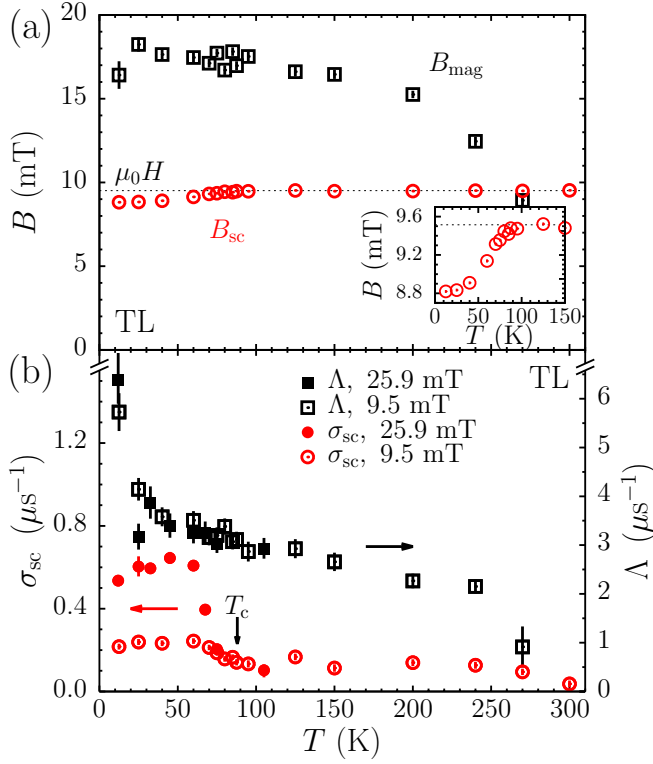 (a)
20
15
10
5
0
B (mT)
B_mag
μ₀H
B_sc
TL
9.6
9.2
8.8
B (mT)
0 50 100 150
T (K)
(b)
TL
Λ, 25.9 mT
Λ, 9.5 mT
σ_sc, 25.9 mT
σ_sc, 9.5 mT
1.2
0.8
0.4
0.0
σ_sc (μs⁻¹)
T_c
6
5
4
3
2
1
0
Λ (μs⁻¹)
0 50 100 150 200 250 300
T (K)